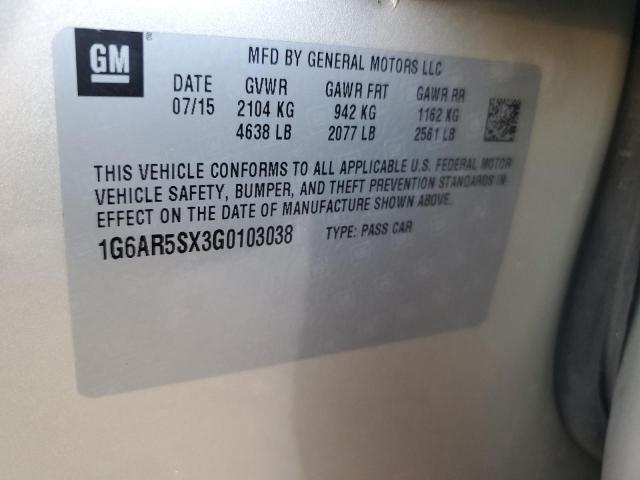 GM
®
MFD BY GENERAL MOTORS LLC
DATE GVWR GAWR FRT GAWR RR
07/15 2104 KG 942 KG 1162 KG
4638 LB 2077 LB 2561 LB
THIS VEHICLE CONFORMS TO ALL APPLICABLE U.S. FEDERAL MOTOR
VEHICLE SAFETY, BUMPER, AND THEFT PREVENTION STANDARDS IN
EFFECT ON THE DATE OF MANUFACTURE SHOWN ABOVE.
1G6AR5SX3G0103038 TYPE: PASS CAR